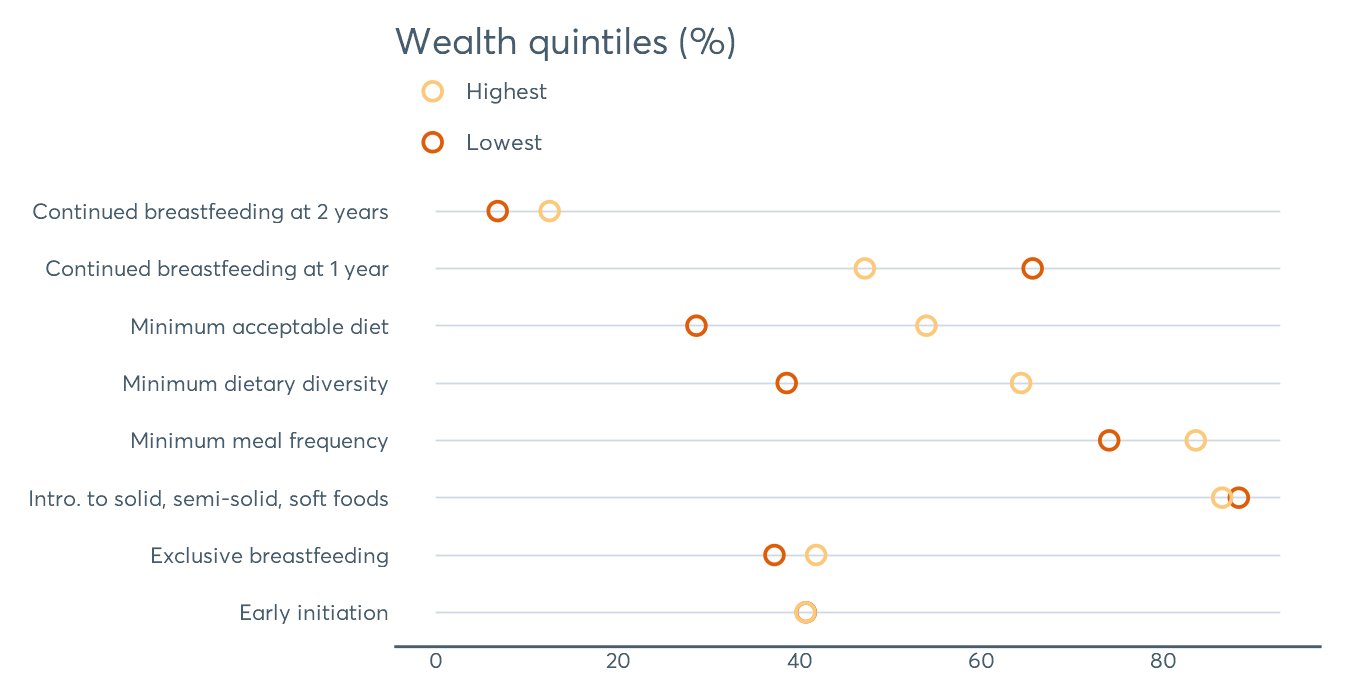 Wealth quintiles (%)
Highest
Lowest
Continued breastfeeding at 2 years
Continued breastfeeding at 1 year
Minimum acceptable diet
Minimum dietary diversity
Minimum meal frequency
Intro. to solid, semi-solid, soft foods
Exclusive breastfeeding
Early initiation
0 20 40 60 80